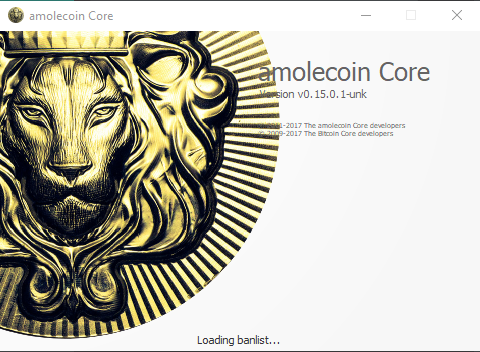 amolecoin Core
amolecoin Core
Version v0.15.0.1-unk
2017 The amolecoin Core developers
© 2009-2017 The Bitcoin Core developers
Loading banlist...